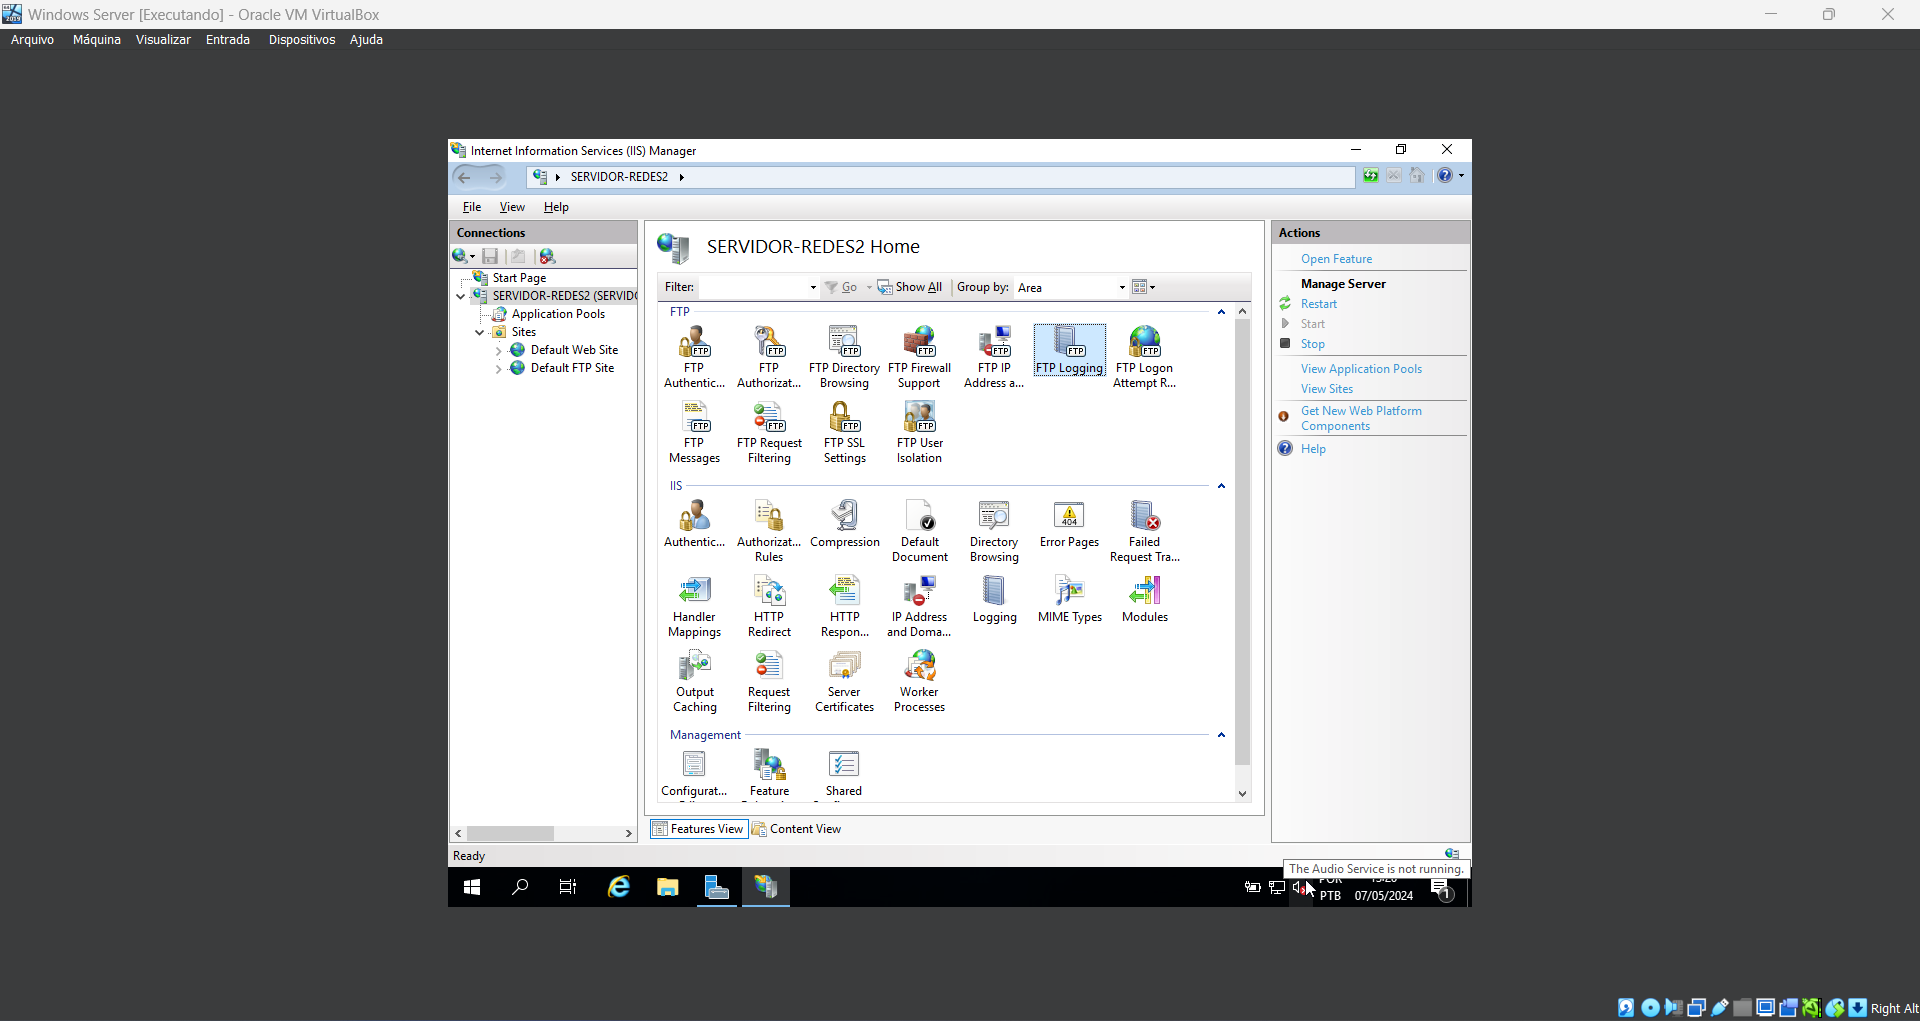 Windows Server [Executando] - Oracle VM VirtualBox
Arquivo Máquina Visualizar Entrada Dispositivos Ajuda
Internet Information Services (IIS) Manager
SERVIDOR-REDES2
File View Help
Connections
Start Page
SERVIDOR-REDES2 (SERVIDO
Application Pools
Sites
Default Web Site
Default FTP Site
SERVIDOR-REDES2 Home
Filter: Go Show All Group by: Area
FTP
FTP Authentic... FTP Authorizat... FTP Directory Browsing FTP Firewall Support FTP IP Address a... FTP Logging FTP Logon Attempt R...
FTP Messages FTP Request Filtering FTP SSL Settings FTP User Isolation
IIS
Authentic... Authorizat... Rules Compression Default Document Directory Browsing Error Pages Failed Request Tra...
Handler Mappings HTTP Redirect HTTP Respon... IP Address and Doma... Logging MIME Types Modules
Output Caching Request Filtering Server Certificates Worker Processes
Management
Configurat... Feature Shared
Features View Content View
Actions
Open Feature
Manage Server
Restart
Start
Stop
View Application Pools
View Sites
Get New Web Platform
Components
Help
Ready
The Audio Service is not running.
PTB 07/05/2024 1
Right Alt